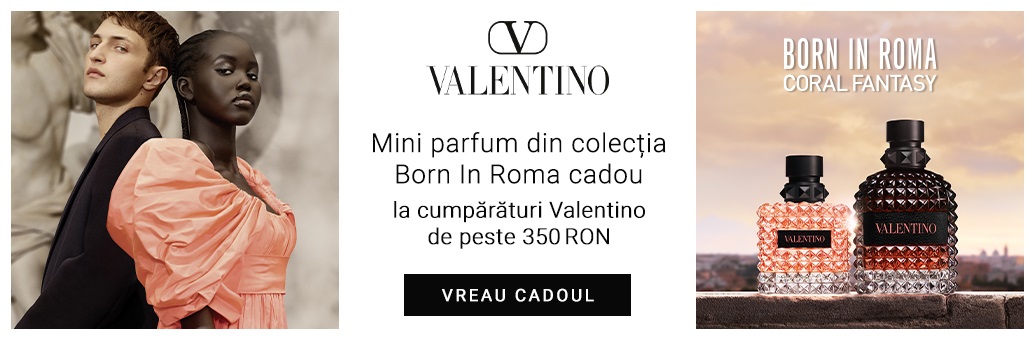 V
VALENTINO
Mini parfum din colecția
Born In Roma cadou
la cumpărături Valentino
de peste 350 RON
VREAU CADOUL
BORN IN ROMA
CORAL FANTASY
VALENTINO
VALENTINO